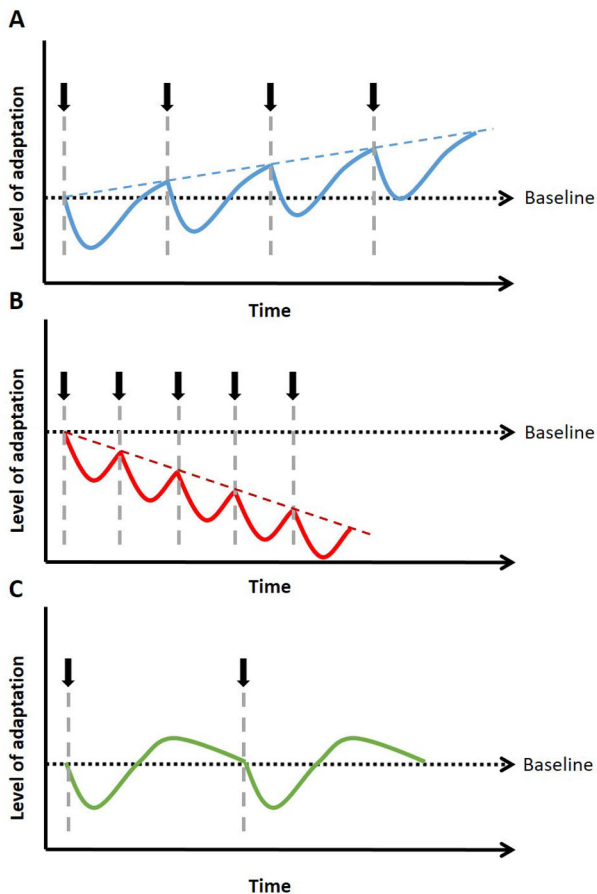 A
Level of adaptation
Baseline
Time
B
Level of adaptation
Baseline
Time
C
Level of adaptation
Baseline
Time